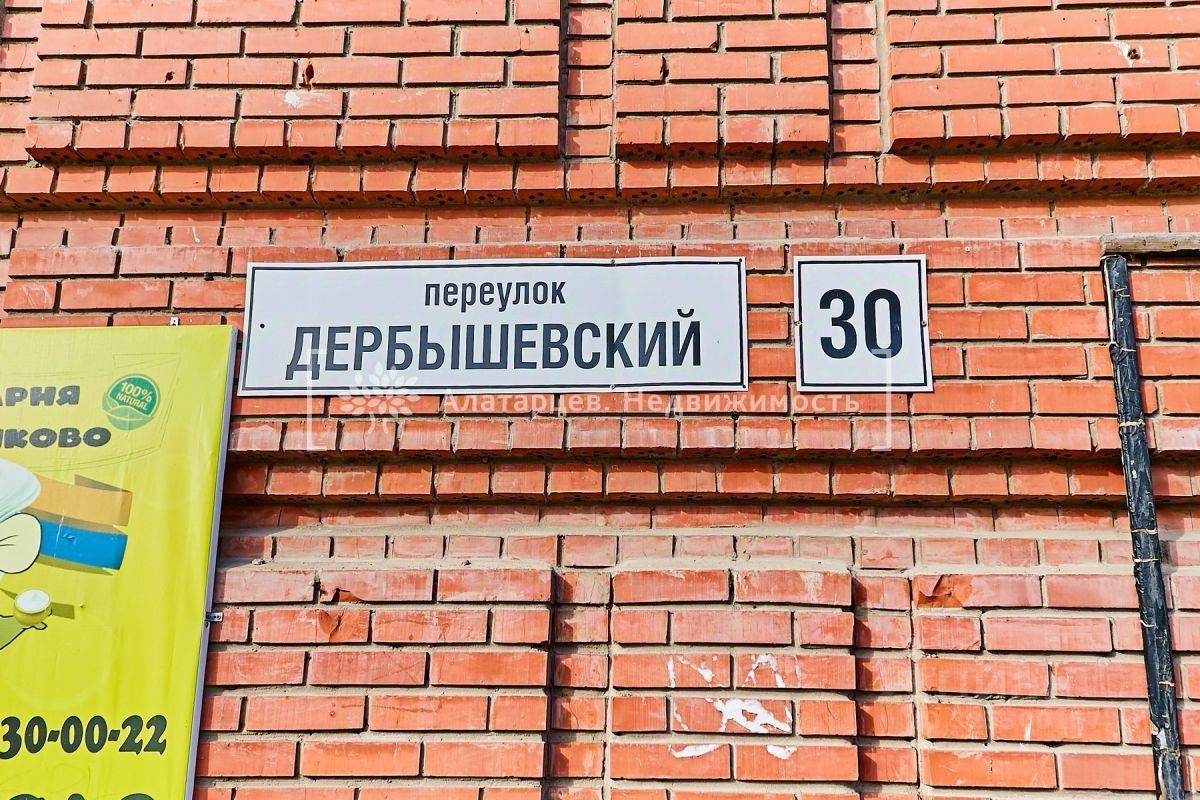 переулок
ДЕРБЫШЕВСКИЙ
30
Алатарцев. Недвижимость
100%
NATURAL
30-00-22